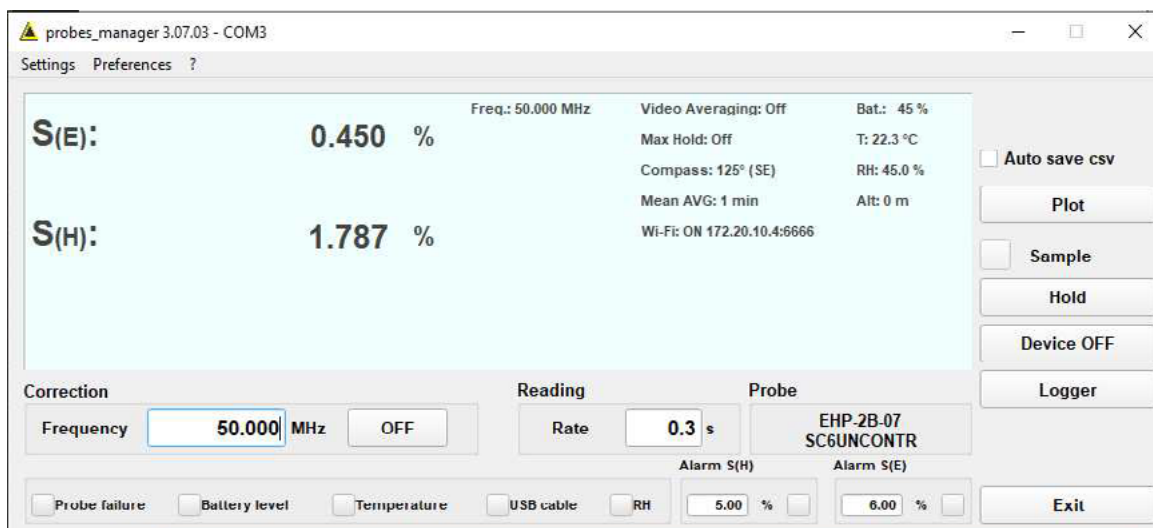 probes_manager 3.07.03 - COM3
Settings Preferences ?
S(E): 0.450 %
S(H): 1.787 %
Freq.: 50.000 MHz
Video Averaging: Off
Max Hold: Off
Compass: 125° (SE)
Mean AVG: 1 min
Wi-Fi: ON 172.20.10.4:6666
Bat.: 45 %
T: 22.3 °C
RH: 45.0 %
Alt: 0 m
Auto save csv
Plot
Sample
Hold
Device OFF
Logger
Correction
Frequency 50.000 MHz OFF
Reading
Rate 0.3 s
Probe
EHP-2B-07
SC6UNCONTR
Probe failure Battery level Temperature USB cable RH
Alarm S(H)
5.00 %
Alarm S(E)
6.00 %
Exit